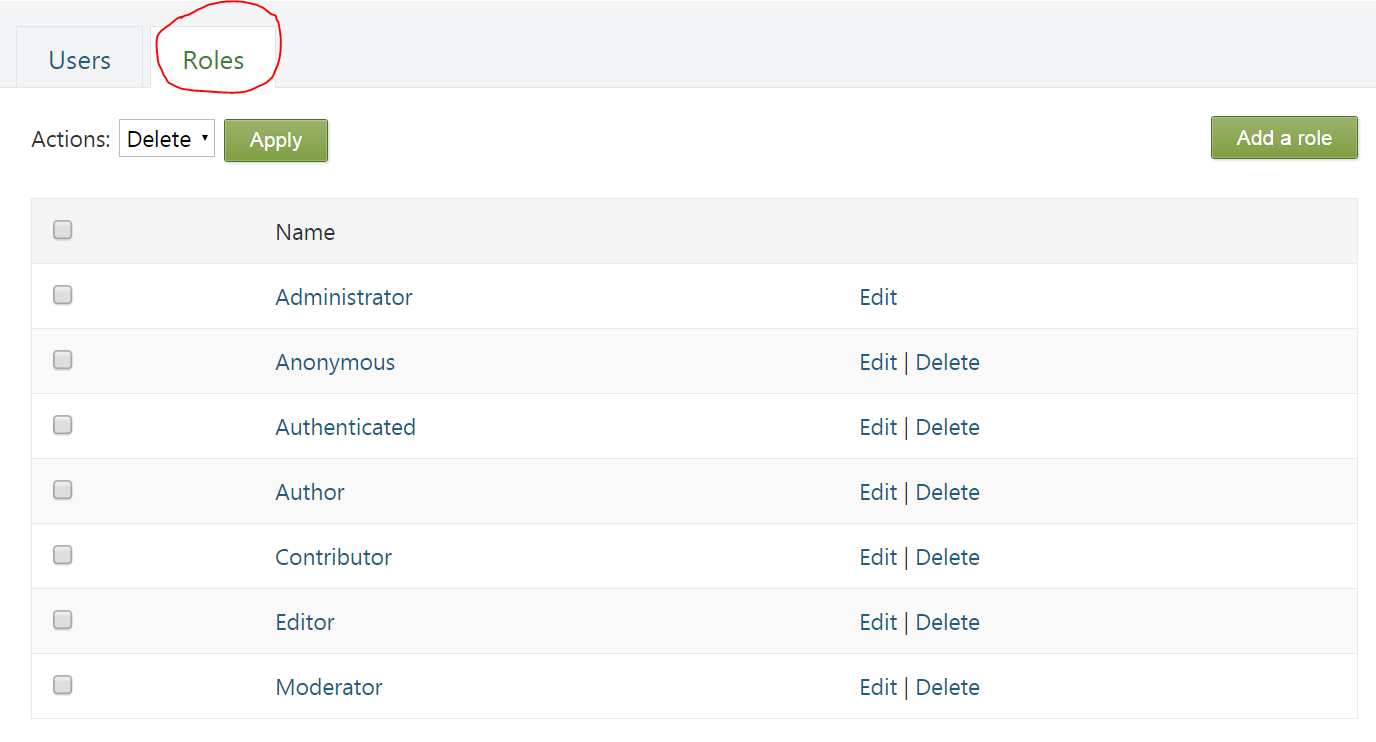 Users Roles
Actions: Delete Apply Add a role
Name
Administrator Edit
Anonymous Edit | Delete
Authenticated Edit | Delete
Author Edit | Delete
Contributor Edit | Delete
Editor Edit | Delete
Moderator Edit | Delete